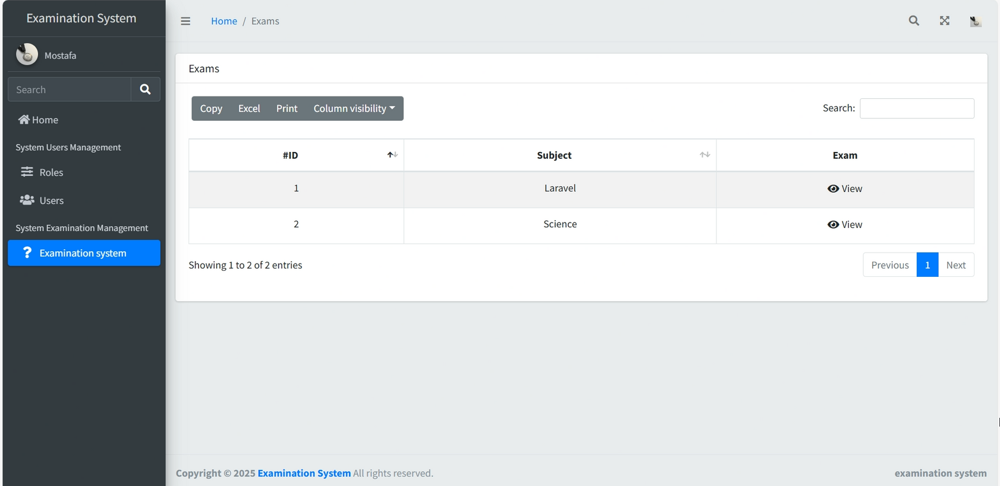 Examination System
Home / Exams
Mostafa
Search
Home
System Users Management
Roles
Users
System Examination Management
? Examination system
Exams
Copy Excel Print Column visibility
Search:
#ID Subject Exam
1 Laravel View
2 Science View
Showing 1 to 2 of 2 entries
Previous 1 Next
Copyright © 2025 Examination System All rights reserved.
examination system